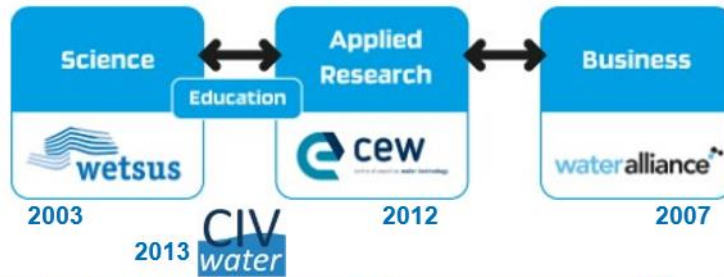 Science
Applied
Research
Business
Education
wetsus
cew
centre of expertise water technology
wateralliance
2003
2012
2007
2013
CIV
water